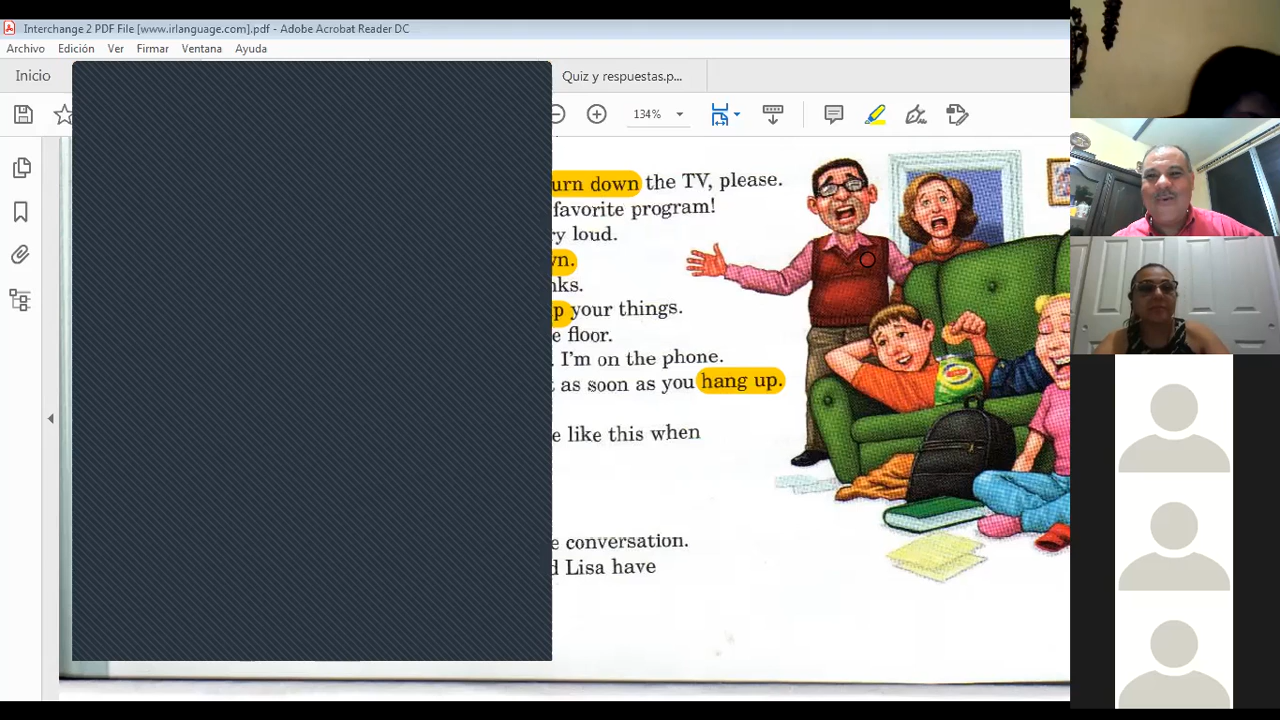 Interchange 2 PDF File [www.irlanguage.com].pdf - Adobe Acrobat Reader DC
Archivo Edición Ver Firmar Ventana Ayuda
Inicio
Quiz y respuestas.p...
134%
urn down the TV, please.
favorite program!
ry loud.
wn.
nks.
p your things.
e floor.
. I'm on the phone.
t as soon as you hang up.
e like this when
e conversation.
d Lisa have